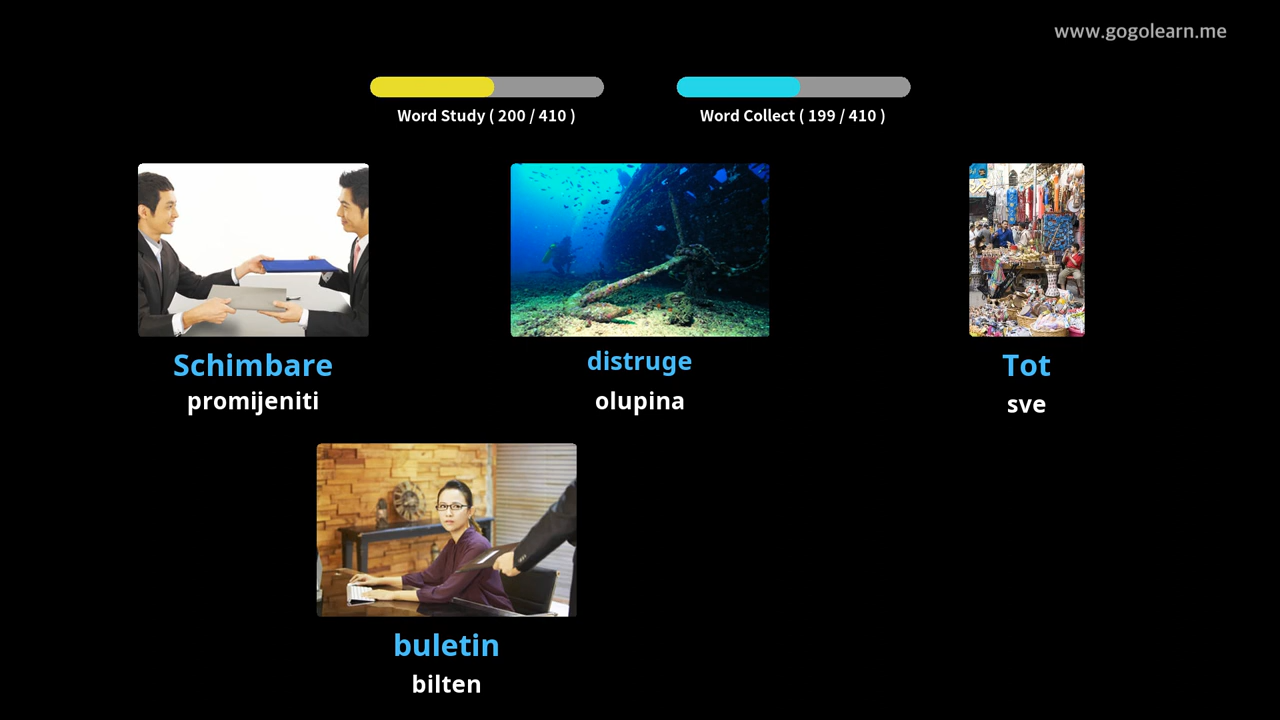 www.gogolearn.me
Word Study ( 200 / 410 )
Word Collect ( 199 / 410 )
Schimbare
promijeniti
distruge
olupina
Tot
sve
buletin
bilten